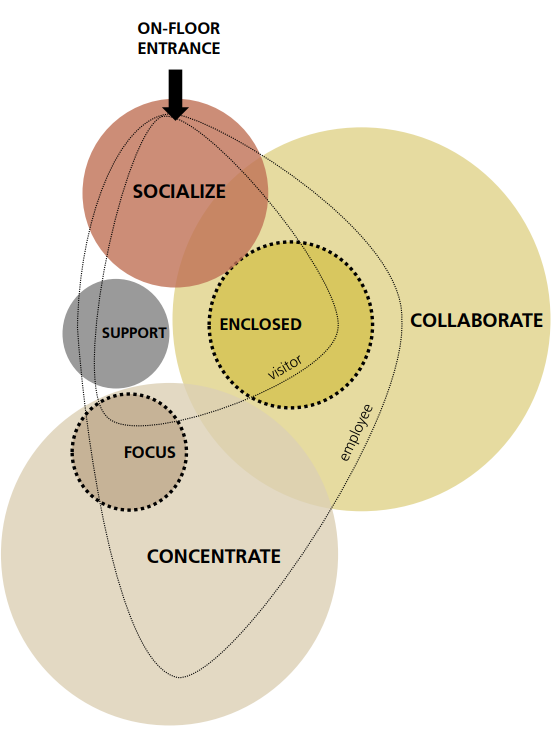 ON-FLOOR
ENTRANCE
SOCIALIZE
ENCLOSED
COLLABORATE
SUPPORT
visitor
employee
FOCUS
CONCENTRATE